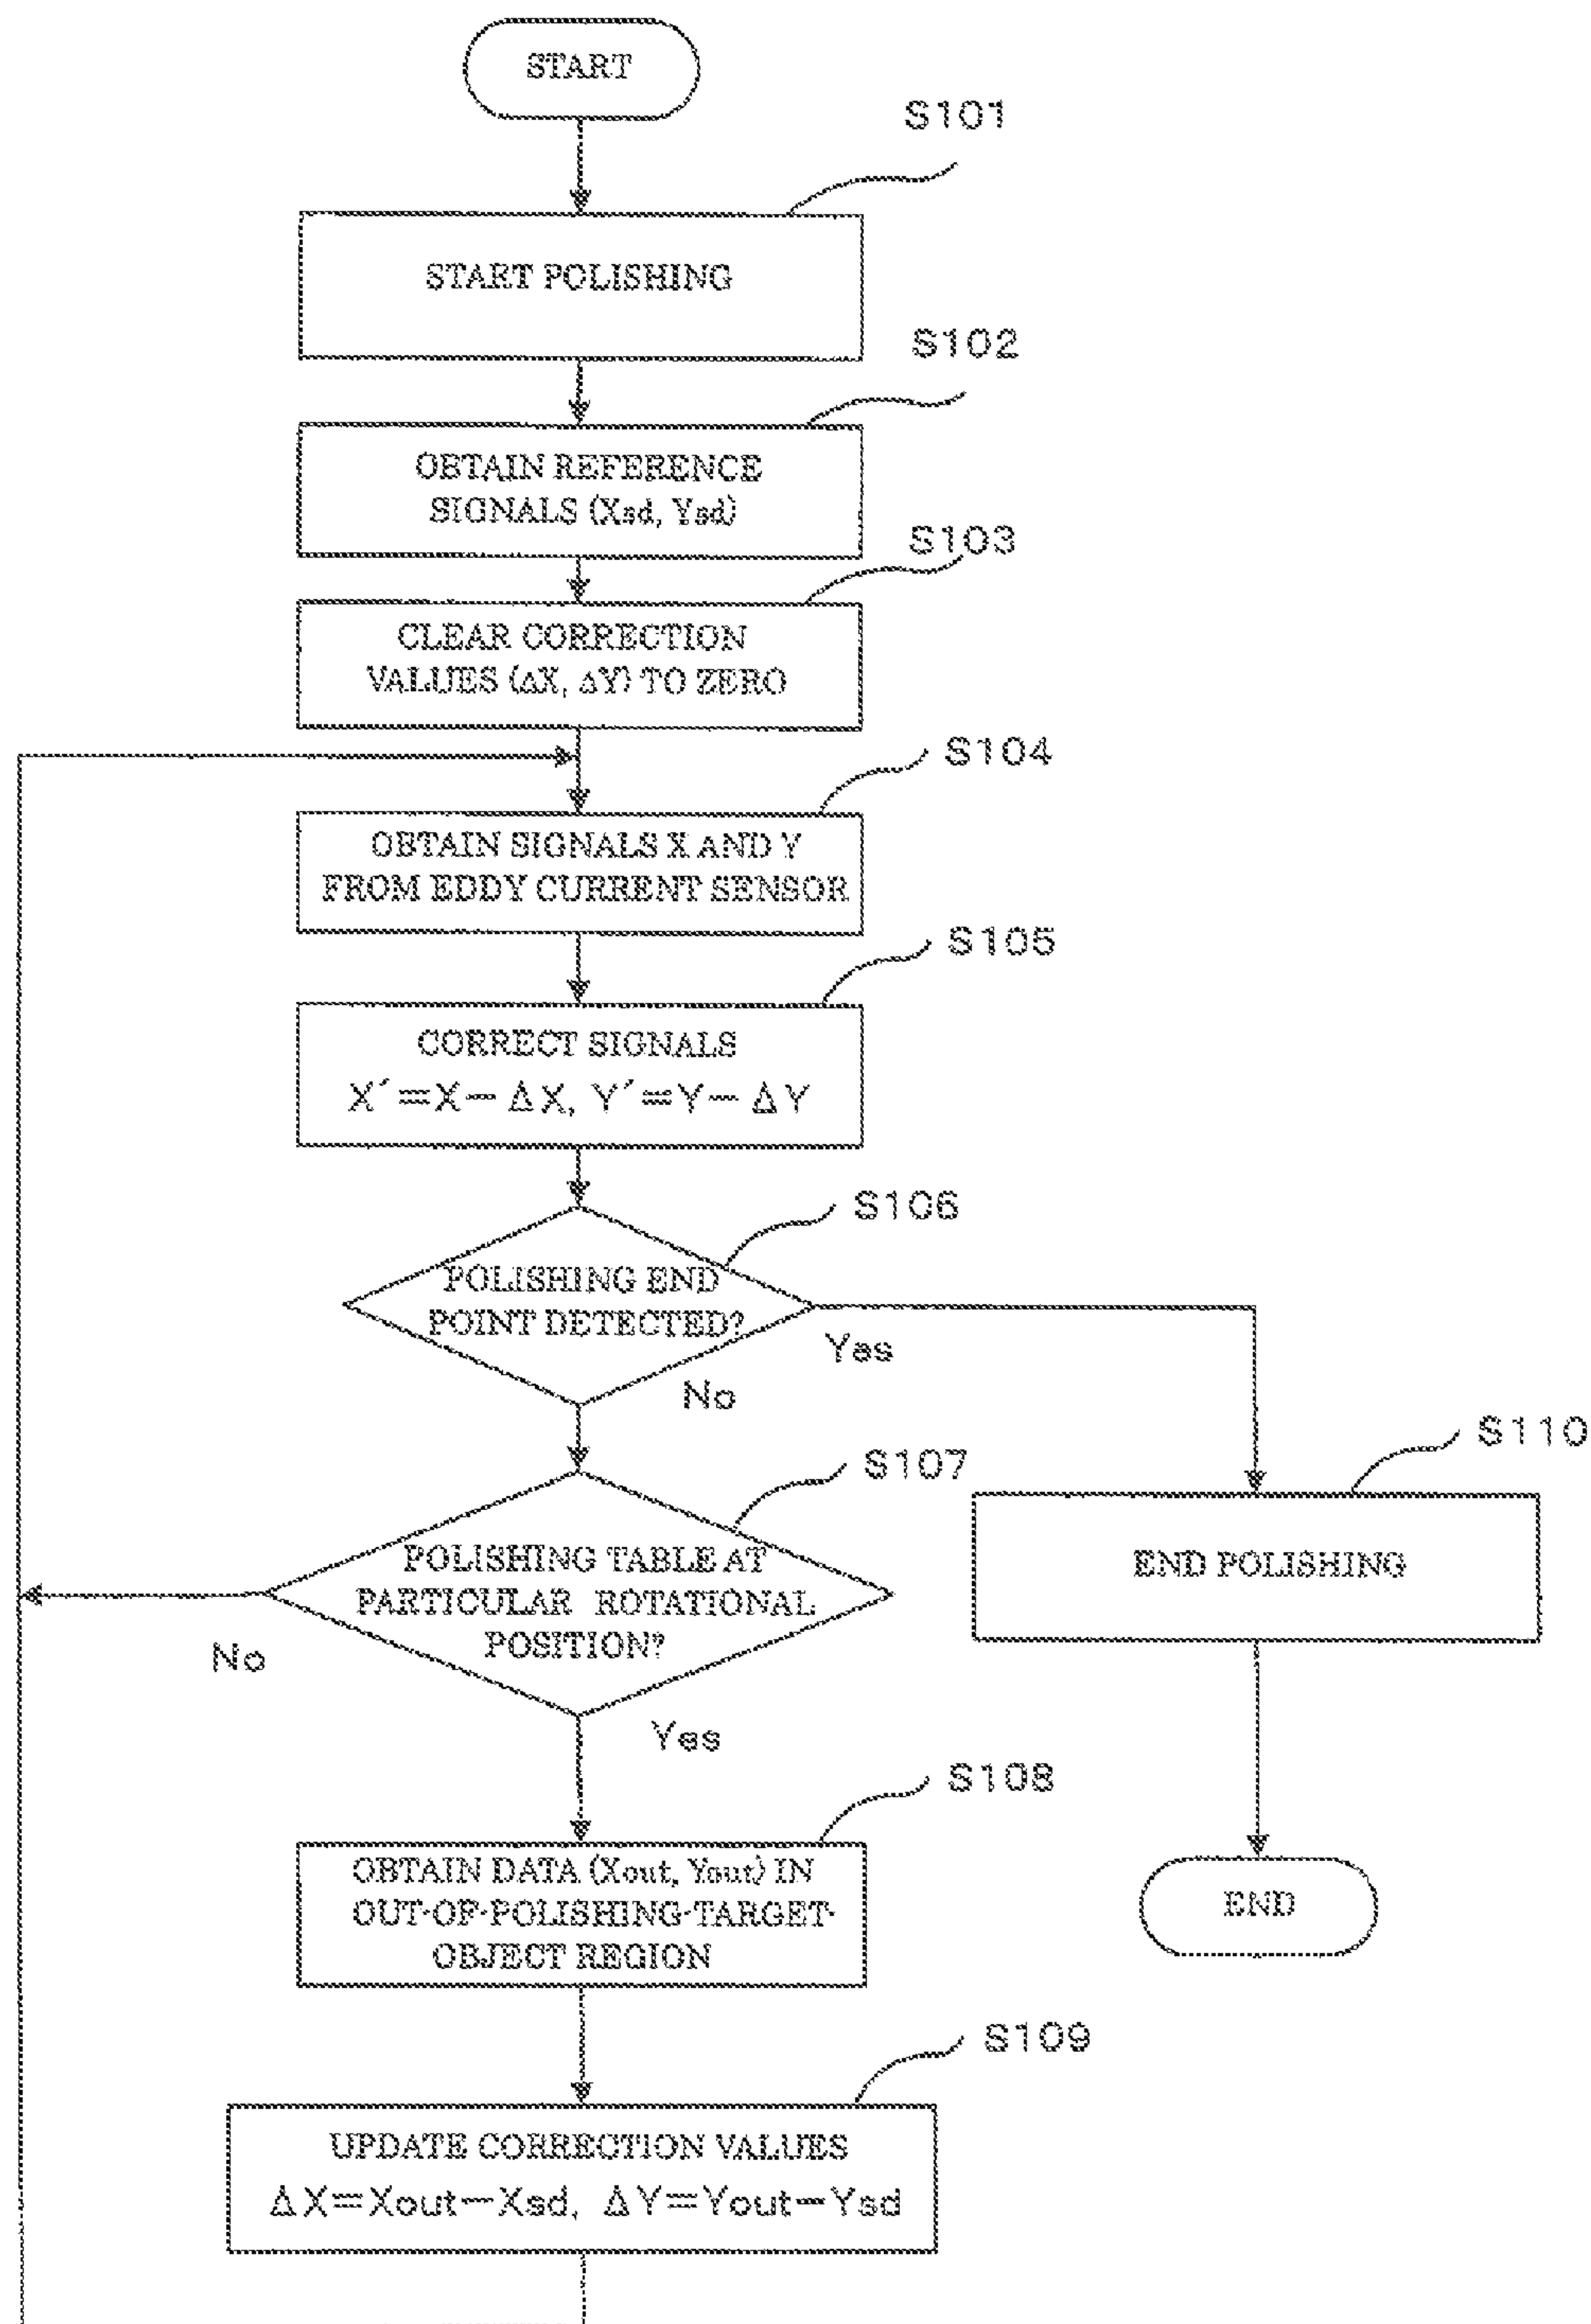 START
S101
START POLISHING
S102
OBTAIN REFERENCE
SIGNALS (Xsd, Ysd)
S103
CLEAR CORRECTION
VALUES (ΔX, ΔY) TO ZERO
S104
OBTAIN SIGNALS X AND Y
FROM EDDY CURRENT SENSOR
S105
CORRECT SIGNALS
X´=X-ΔX, Y´=Y-ΔY
S106
POLISHING END
POINT DETECTED?
Yes
No
S107
POLISHING TABLE AT
PARTICULAR ROTATIONAL
POSITION?
No
Yes
S110
END POLISHING
END
S108
OBTAIN DATA (Xout, Yout) IN
OUT-OF-POLISHING-TARGET-
OBJECT REGION
S109
UPDATE CORRECTION VALUES
ΔX=Xout-Xsd, ΔY=Yout-Ysd